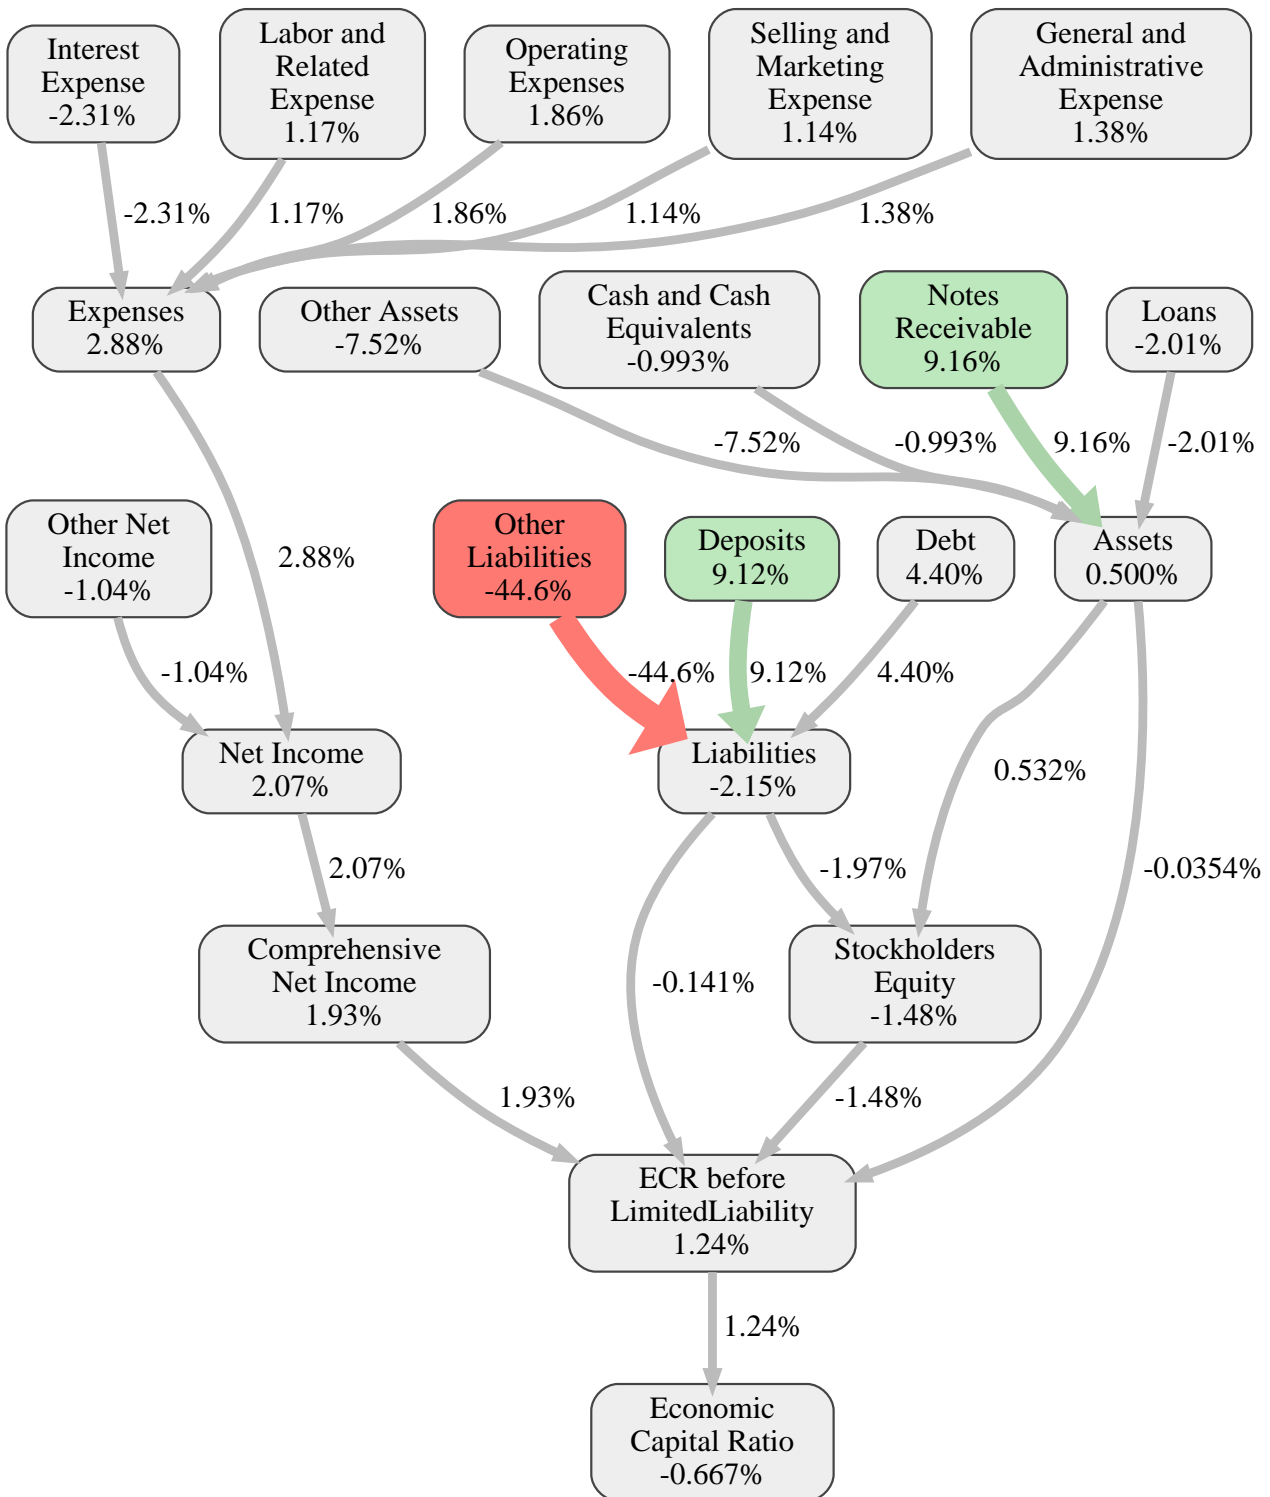 Interest
Expense
-2.31%
Labor and
Related
Expense
1.17%
Operating
Expenses
1.86%
Selling and
Marketing
Expense
1.14%
General and
Administrative
Expense
1.38%
-2.31%
1.17%
1.86%
1.14%
1.38%
Expenses
2.88%
Other Assets
-7.52%
Cash and Cash
Equivalents
-0.993%
Notes
Receivable
9.16%
Loans
-2.01%
-7.52%
-0.993%
9.16%
-2.01%
Other Net
Income
-1.04%
2.88%
Other
Liabilities
-44.6%
Deposits
9.12%
Debt
4.40%
Assets
0.500%
-1.04%
-44.6%
9.12%
4.40%
Net Income
2.07%
Liabilities
-2.15%
0.532%
2.07%
-1.97%
-0.0354%
Comprehensive
Net Income
1.93%
-0.141%
Stockholders
Equity
-1.48%
1.93%
-1.48%
ECR before
LimitedLiability
1.24%
1.24%
Economic
Capital Ratio
-0.667%